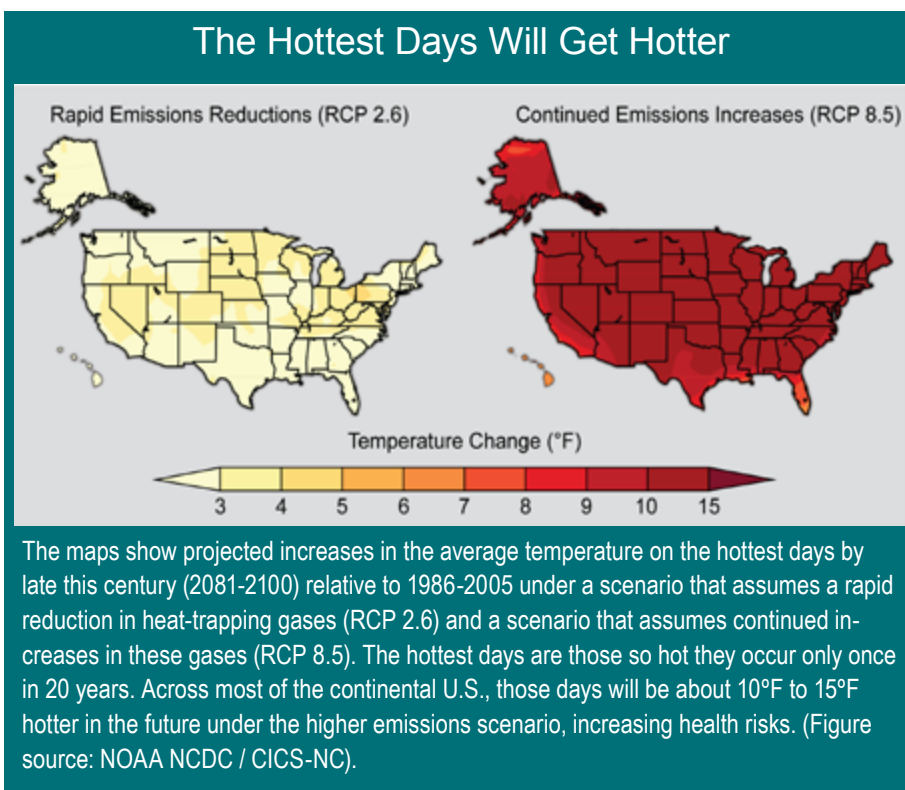 The Hottest Days Will Get Hotter
Rapid Emissions Reductions (RCP 2.6)
Continued Emissions Increases (RCP 8.5)
Temperature Change (°F)
3 4 5 6 7 8 9 10 15
The maps show projected increases in the average temperature on the hottest days by
late this century (2081-2100) relative to 1986-2005 under a scenario that assumes a rapid
reduction in heat-trapping gases (RCP 2.6) and a scenario that assumes continued in-
creases in these gases (RCP 8.5). The hottest days are those so hot they occur only once
in 20 years. Across most of the continental U.S., those days will be about 10ºF to 15ºF
hotter in the future under the higher emissions scenario, increasing health risks. (Figure
source: NOAA NCDC / CICS-NC).